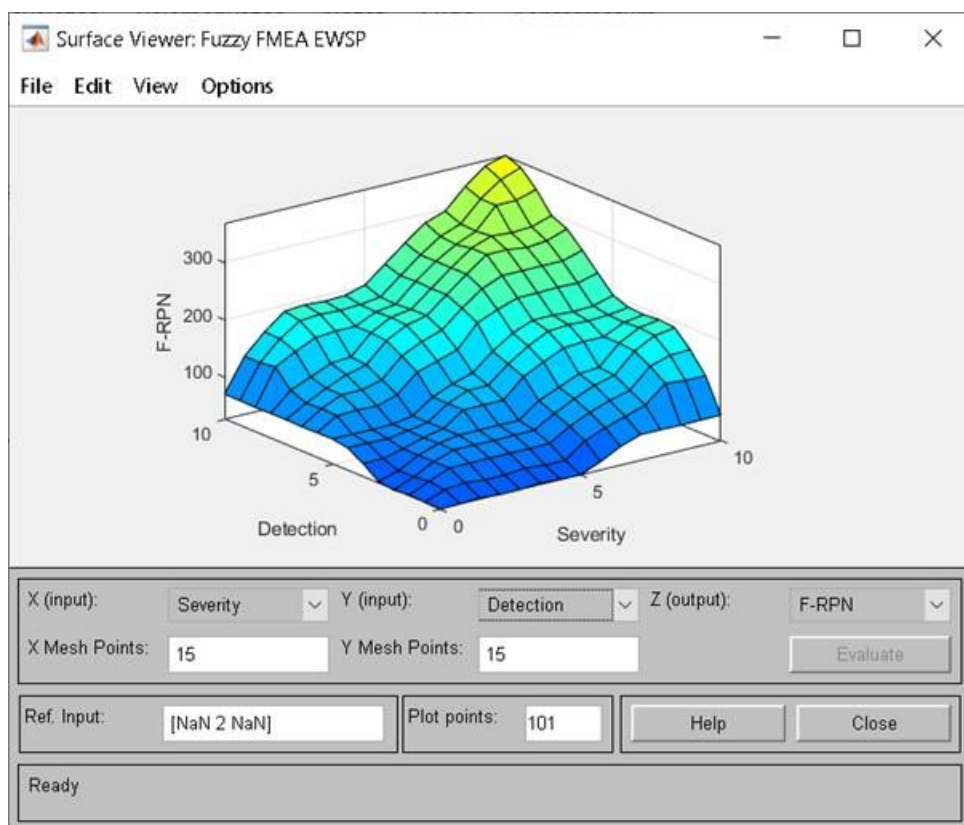 Surface Viewer: Fuzzy FMEA EWSP
File Edit View Options
300
200
100
F-RPN
10
5
0
Detection
0
5
10
Severity
X (input): Severity Y (input): Detection Z (output): F-RPN
X Mesh Points: 15 Y Mesh Points: 15 Evaluate
Ref. Input: [NaN 2 NaN] Plot points: 101 Help Close
Ready